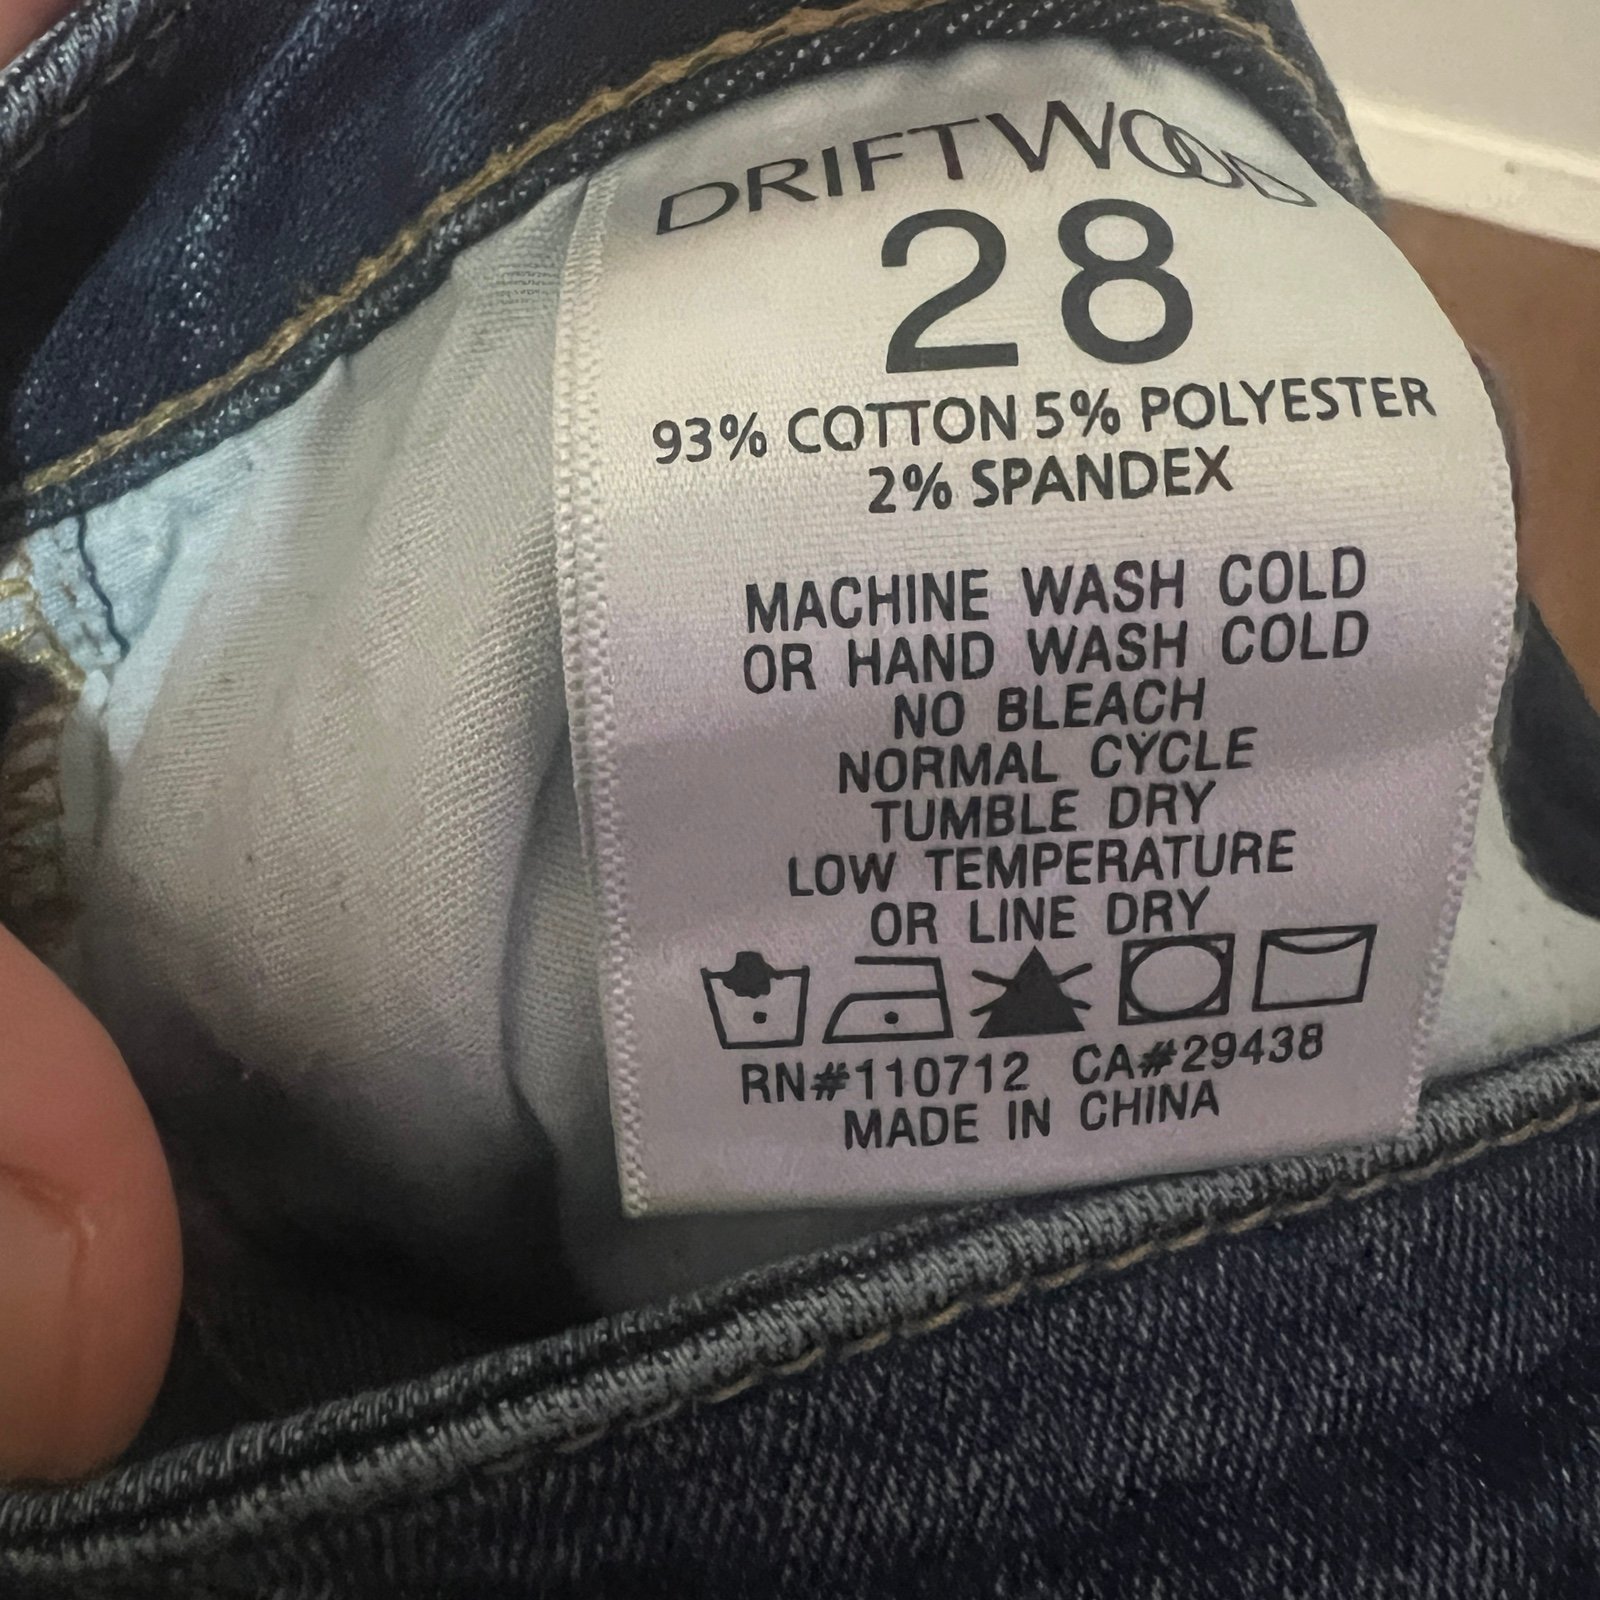 DRIFTWOOD
28
93% COTTON 5% POLYESTER
2% SPANDEX
MACHINE WASH COLD
OR HAND WASH COLD
NO BLEACH
NORMAL CYCLE
TUMBLE DRY
LOW TEMPERATURE
OR LINE DRY
RN#110712 CA#29438
MADE IN CHINA